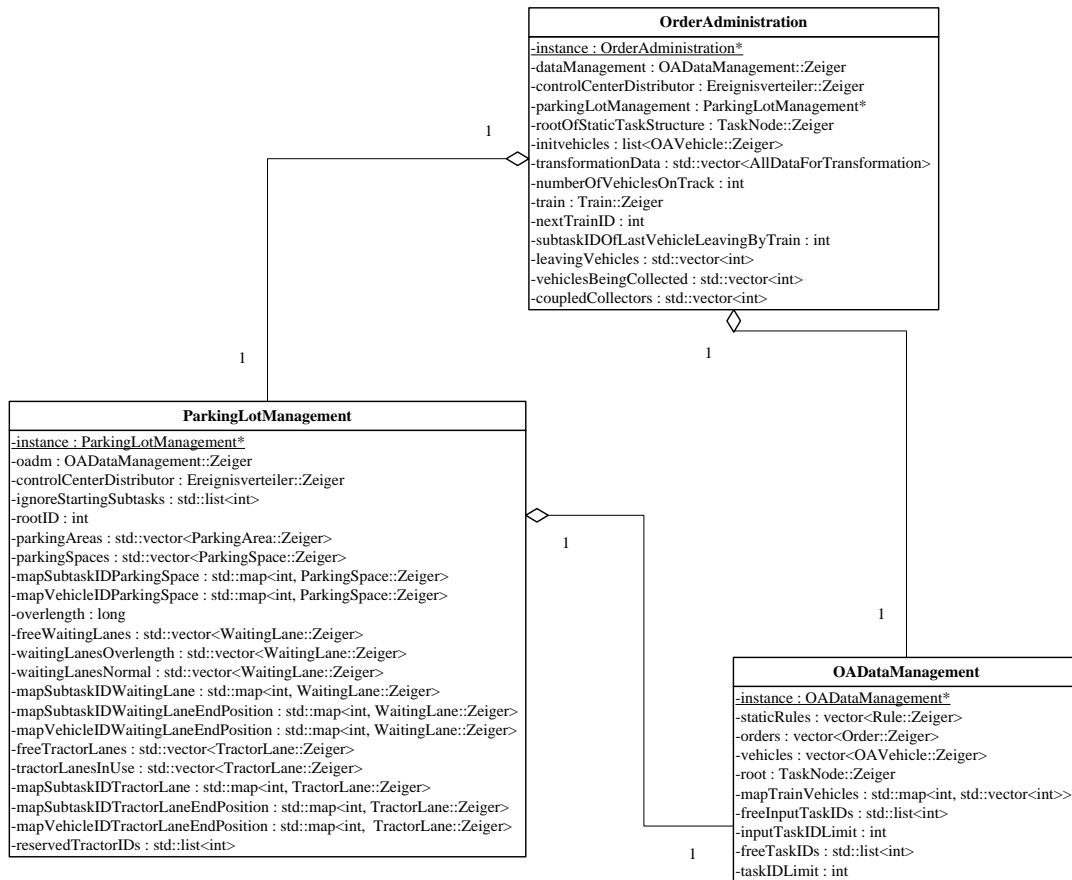 OrderAdministration
-instance : OrderAdministration*
-dataManagement : OADataManagement::Zeiger
-controlCenterDistributor : Ereignisverteiler::Zeiger
-parkingLotManagement : ParkingLotManagement*
-rootOfStaticTaskStructure : TaskNode::Zeiger
-initvehicles : list<OAVehicle::Zeiger>
-transformationData : std::vector<AllDataForTransformation>
-numberOfVehiclesOnTrack : int
-train : Train::Zeiger
-nextTrainID : int
-subtaskIDOfLastVehicleLeavingByTrain : int
-leavingVehicles : std::vector<int>
-vehiclesBeingCollected : std::vector<int>
-coupledCollectors : std::vector<int>
1
1
1
1
ParkingLotManagement
-instance : ParkingLotManagement*
-oadm : OADataManagement::Zeiger
-controlCenterDistributor : Ereignisverteiler::Zeiger
-ignoreStartingSubtasks : std::list<int>
-rootID : int
-parkingAreas : std::vector<ParkingArea::Zeiger>
-parkingSpaces : std::vector<ParkingSpace::Zeiger>
-mapSubtaskIDParkingSpace : std::map<int, ParkingSpace::Zeiger>
-mapVehicleIDParkingSpace : std::map<int, ParkingSpace::Zeiger>
-overlength : long
-freeWaitingLanes : std::vector<WaitingLane::Zeiger>
-waitingLanesOverlength : std::vector<WaitingLane::Zeiger>
-waitingLanesNormal : std::vector<WaitingLane::Zeiger>
-mapSubtaskIDWaitingLane : std::map<int, WaitingLane::Zeiger>
-mapSubtaskIDWaitingLaneEndPosition : std::map<int, WaitingLane::Zeiger>
-mapVehicleIDWaitingLaneEndPosition : std::map<int, WaitingLane::Zeiger>
-freeTractorLanes : std::vector<TractorLane::Zeiger>
-tractorLanesInUse : std::vector<TractorLane::Zeiger>
-mapSubtaskIDTractorLane : std::map<int, TractorLane::Zeiger>
-mapSubtaskIDTractorLaneEndPosition : std::map<int, TractorLane::Zeiger>
-mapVehicleIDTractorLaneEndPosition : std::map<int, TractorLane::Zeiger>
-reservedTractorIDs : std::list<int>
1
1
OADataManagement
-instance : OADataManagement*
-staticRules : vector<Rule::Zeiger>
-orders : vector<Order::Zeiger>
-vehicles : vector<OAVehicle::Zeiger>
-root : TaskNode::Zeiger
-mapTrainVehicles : std::map<int, std::vector<int>>
-freeInputTaskIDs : std::list<int>
-inputTaskIDLimit : int
-freeTaskIDs : std::list<int>
-taskIDLimit : int